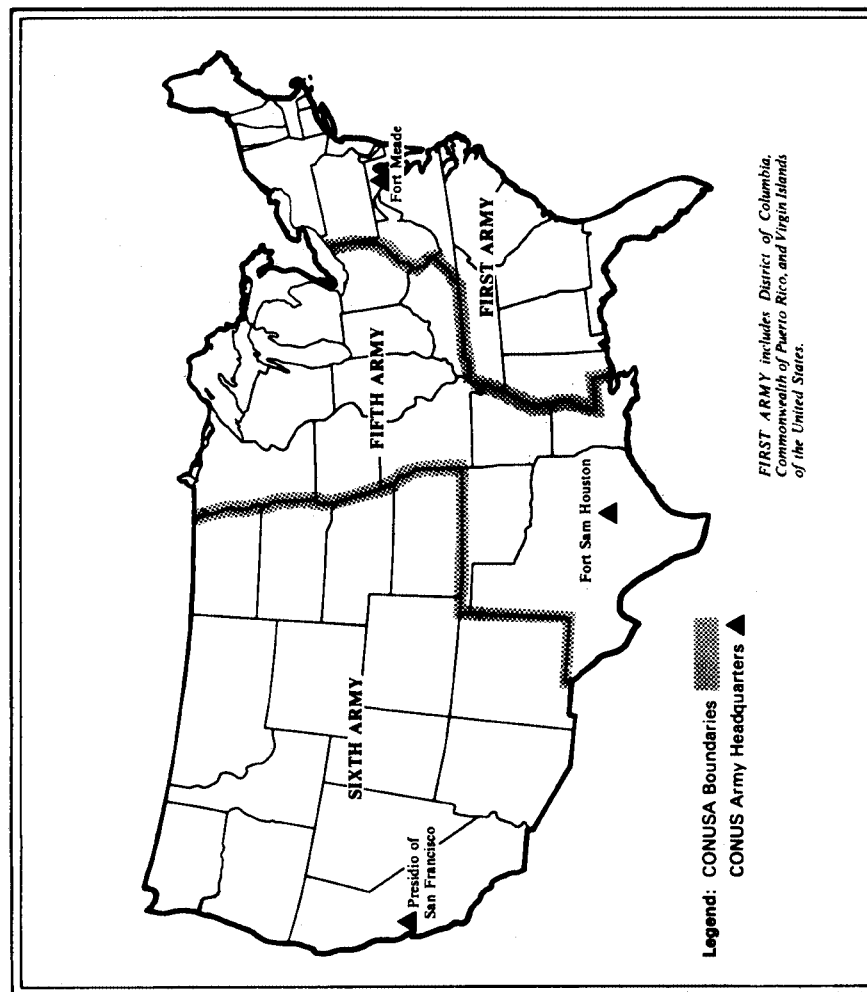 SIXTH ARMY
FIFTH ARMY
FIRST ARMY
Presidio of
San Francisco
Fort Sam Houston
Fort Meade
Legend: CONUSA Boundaries
CONUS Army Headquarters
FIRST ARMY includes District of Columbia,
Commonwealth of Puerto Rico, and Virgin Islands
of the United States.